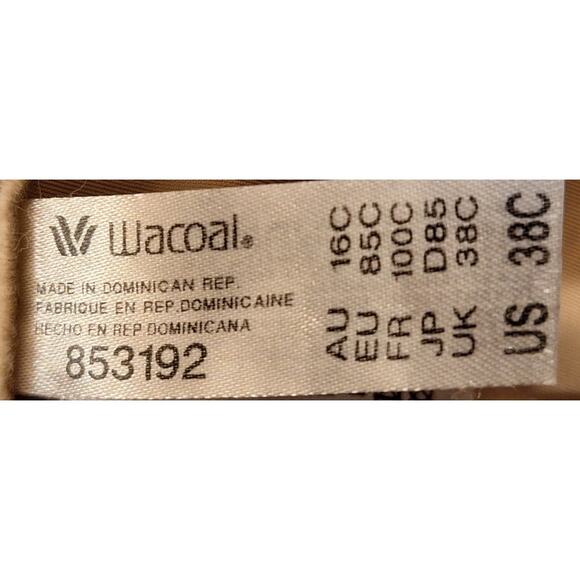 Wacoal®
MADE IN DOMINICAN REP.
FABRIQUE EN REP.DOMINICAINE
HECHO EN REP DOMINICANA
853192
AU 16C
EU 85C
FR 100C
JP D85
UK 38C
US 38C